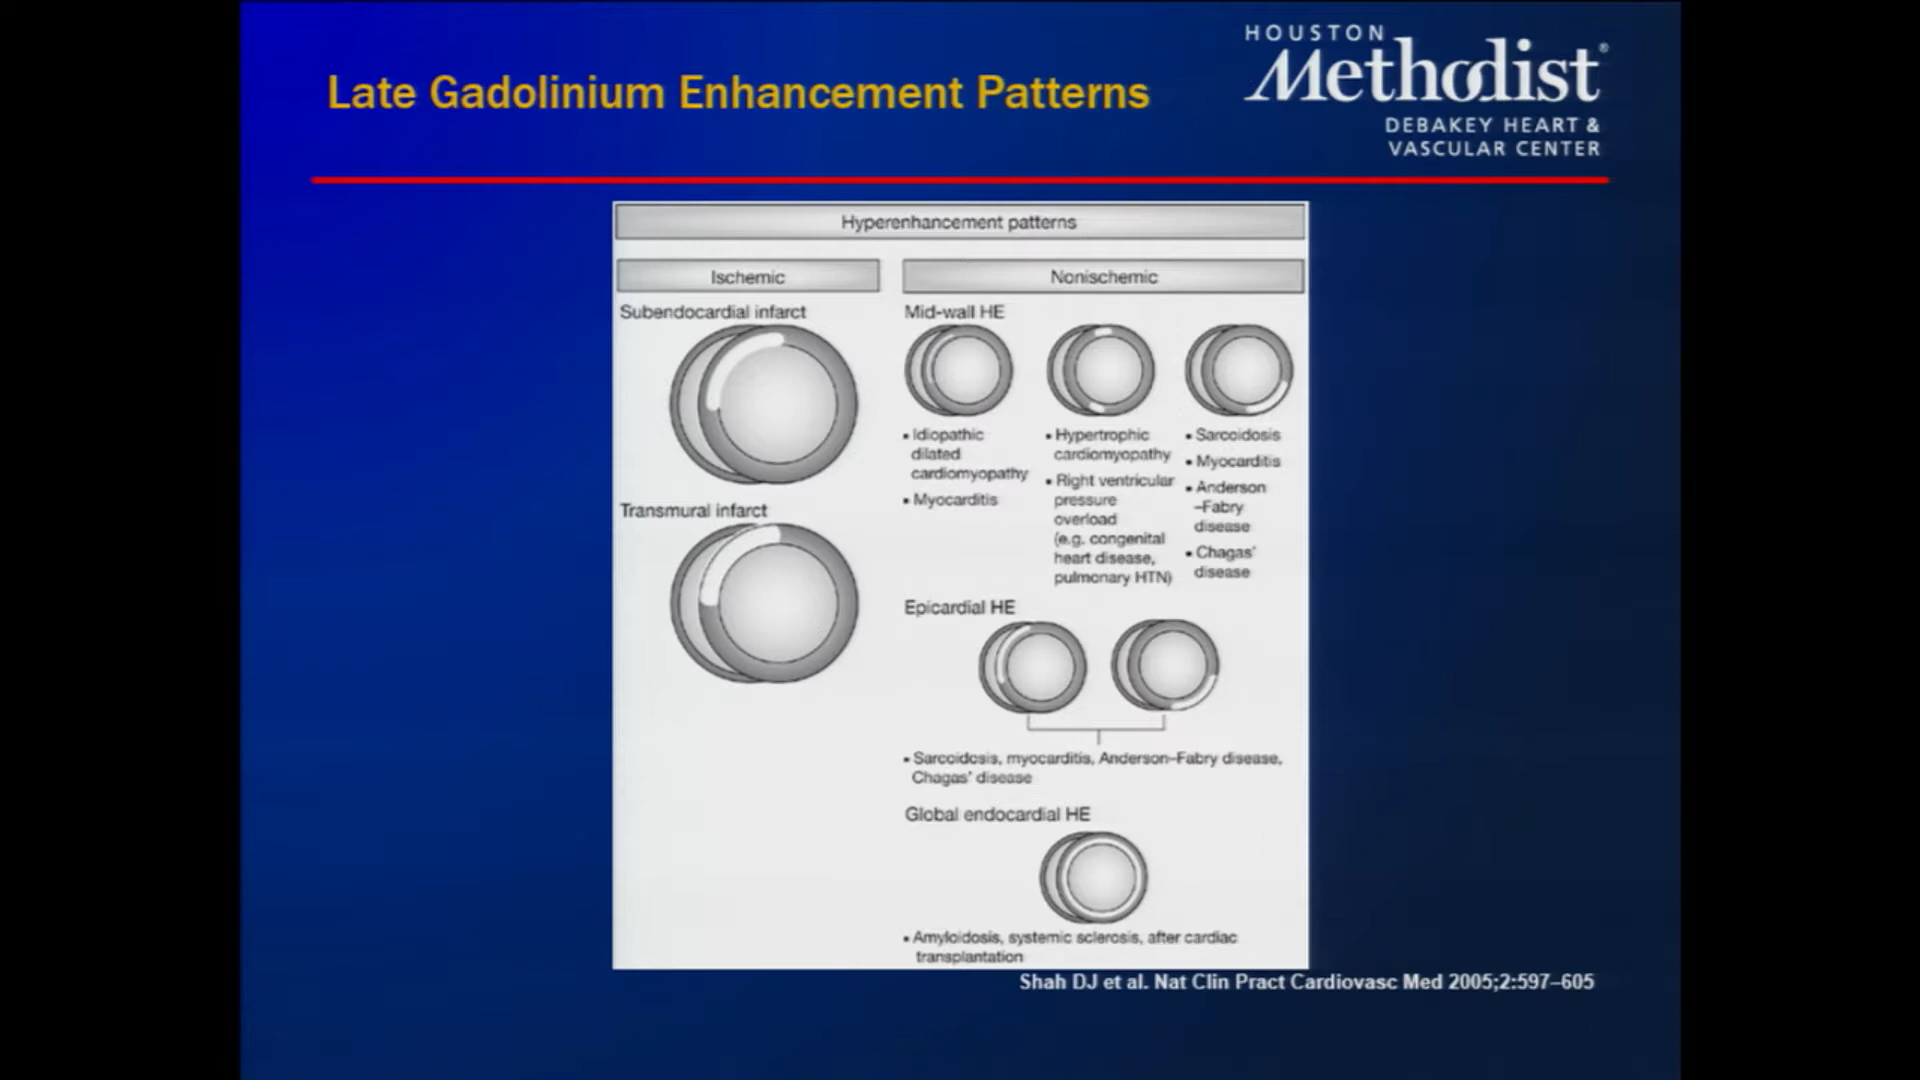 Late Gadolinium Enhancement Patterns
HOUSTON
Methodist®
DEBAKEY HEART &
VASCULAR CENTER
Hyperenhancement patterns
Ischemic
Subendocardial infarct
Transmural infarct
Nonischemic
Mid-wall HE
▪ Idiopathic
dilated
cardiomyopathy
▪ Myocarditis
▪ Hypertrophic
cardiomyopathy
▪ Right ventricular
pressure
overload
(e.g. congenital
heart disease,
pulmonary HTN)
▪ Sarcoidosis
▪ Myocarditis
▪ Anderson
–Fabry
disease
▪ Chagas'
disease
Epicardial HE
▪ Sarcoidosis, myocarditis, Anderson–Fabry disease,
Chagas' disease
Global endocardial HE
▪ Amyloidosis, systemic sclerosis, after cardiac
transplantation
Shah DJ et al. Nat Clin Pract Cardiovasc Med 2005;2:597–605